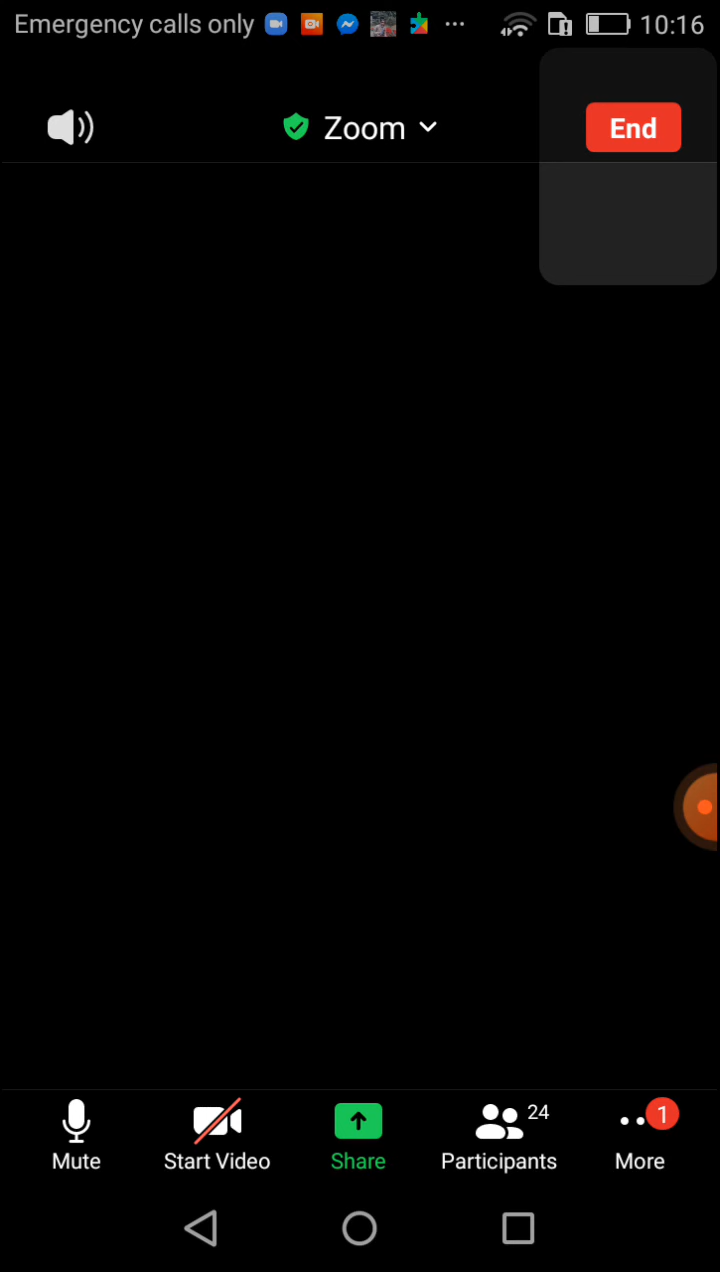 Emergency calls only 10:16
Zoom End
24 1
Mute Start Video Share Participants More